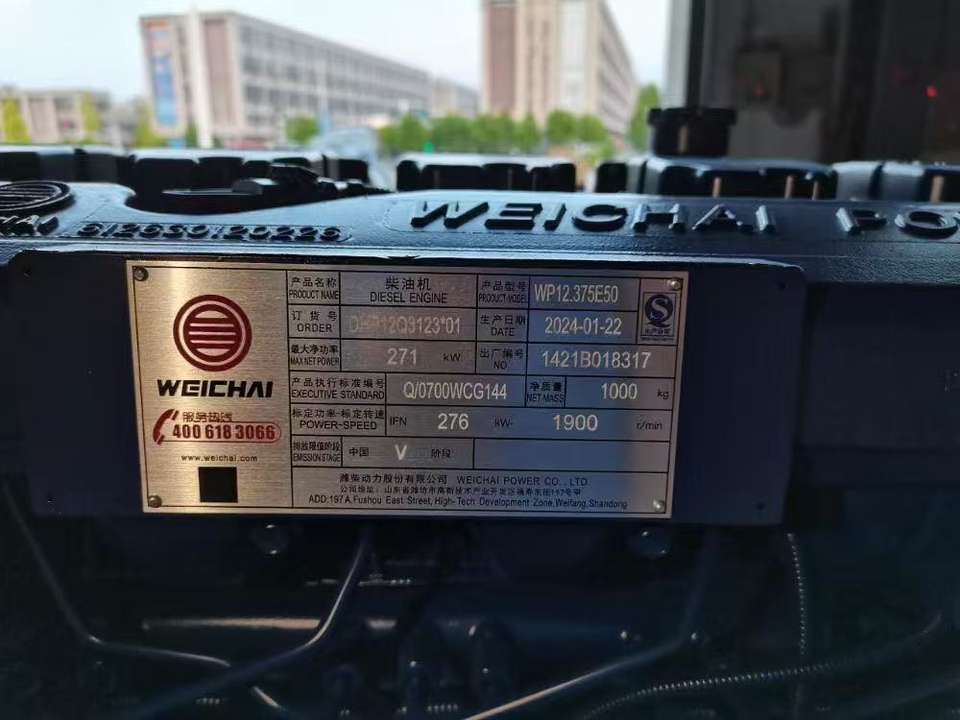 WEICHAI
612630120226
WEICHAI PO
产品名称
PRODUCT NAME
柴油机
DIESEL ENGINE
产品型号
PRODUCT MODEL
WP12.375E50
订货号
ORDER
DHP12Q3123*01
生产日期
DATE
2024-01-22
最大净功率
MAX NET POWER
271 kW
出厂编号
NO
1421B018317
产品执行标准编号
EXECUTIVE STANDARD
Q/0700WCG144
净质量
NET MASS
1000 kg
标定功率-标定转速
POWER-SPEED
IFN 276 kW- 1900 r/min
排放限值阶段
EMISSION STAGE
中国 V 阶段
WEICHAI
服务热线
400 618 3066
www.weichai.com
潍柴动力股份有限公司 WEICHAI POWER CO., LTD.
公司地址：山东省潍坊市高新技术产业开发区福寿东街197号甲
ADD:197A,Fushou East Street,High-Tech Development Zone,Weifang,Shandong